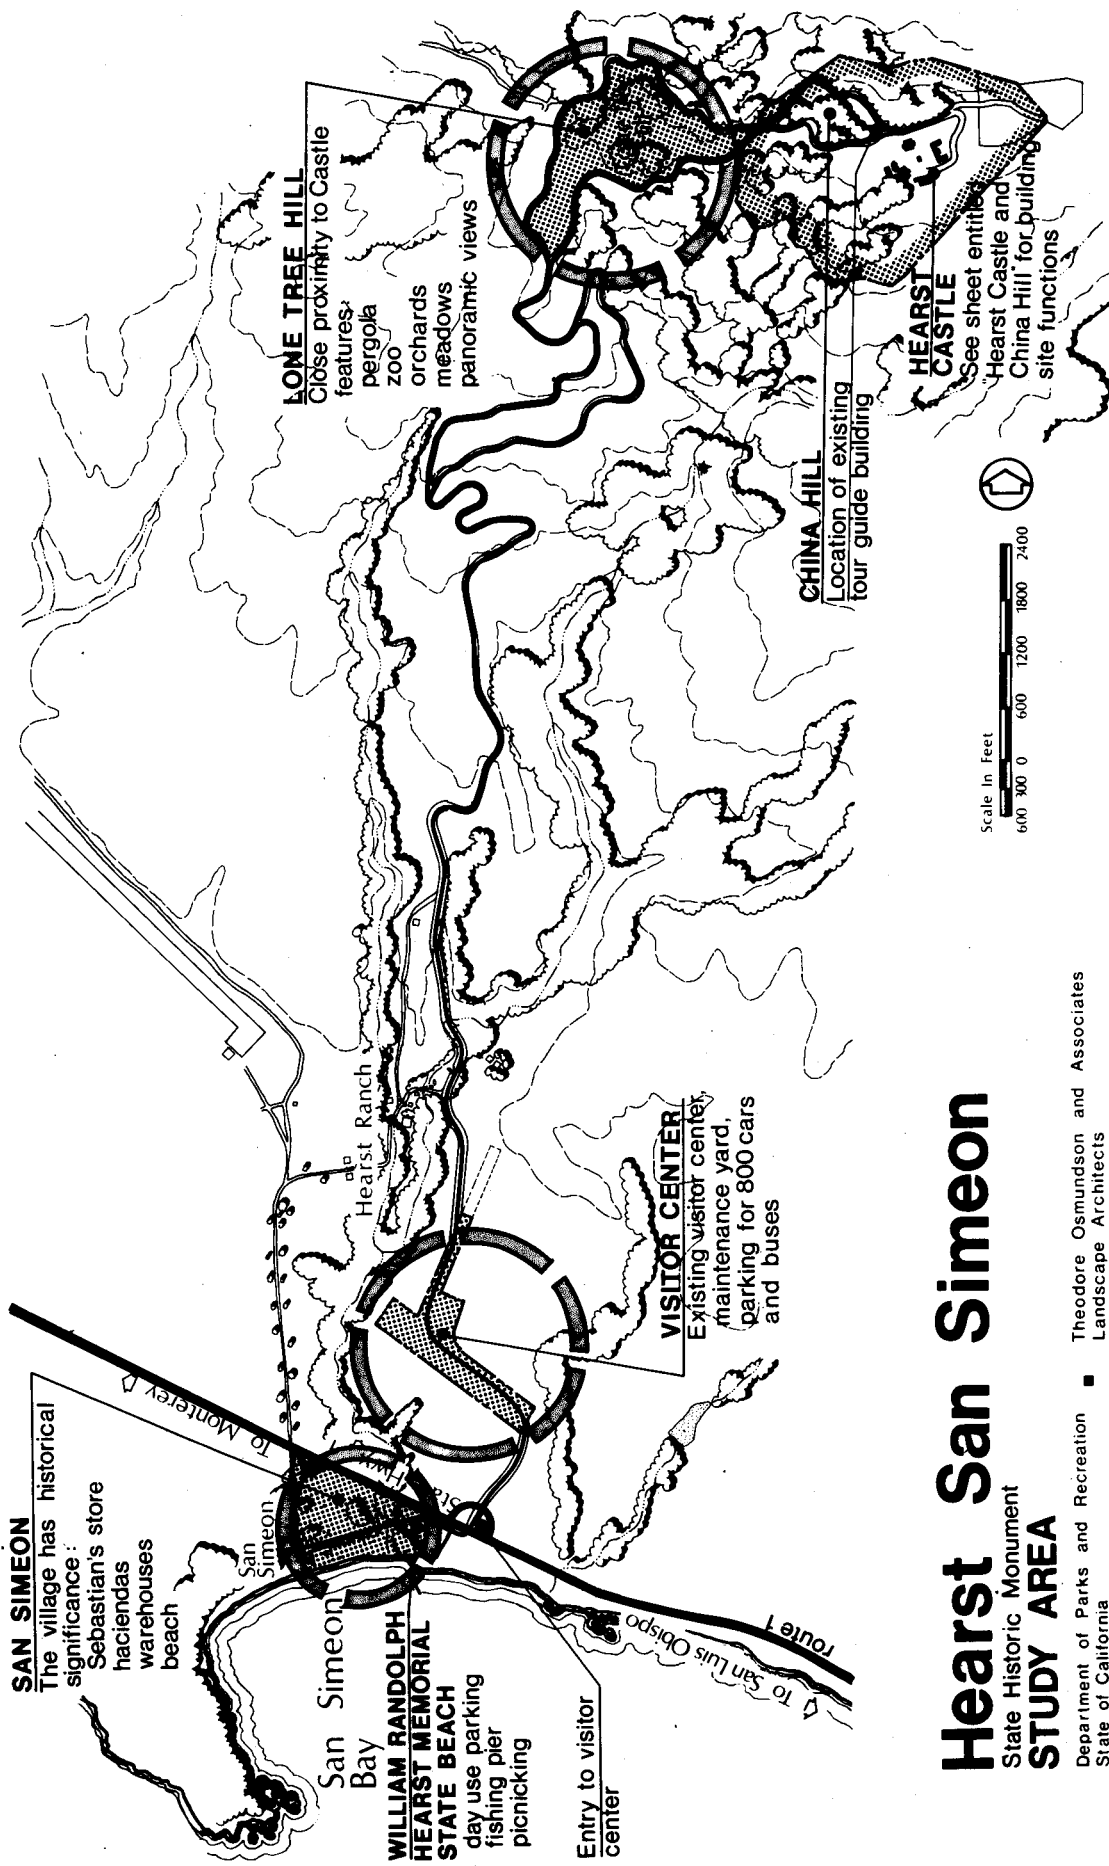 SAN SIMEON
The village has historical
significance:
Sebastian's store
haciendas
warehouses
beach
San
Simeon
San Simeon
Bay
WILLIAM RANDOLPH
HEARST MEMORIAL
STATE BEACH
day use parking
fishing pier
picnicking
Entry to visitor
center
To Monterey
Hwy
To San Luis Obispo
route 1
Hearst Ranch
VISITOR CENTER
Existing visitor center,
maintenance yard,
parking for 800 cars
and buses
LONE TREE HILL
Close proximity to Castle
features:
pergolla
zoo
orchards
meadows
panoramic views
CHINA HILL
Location of existing
tour guide building
HEARST
CASTLE
See sheet entitled
"Hearst Castle and
China Hill" for building
site functions
Scale In Feet
600 300 0 600 1200 1800 2400
Hearst San Simeon
State Historic Monument
STUDY AREA
Department of Parks and Recreation ■ Theodore Osmundson and Associates
State of California Landscape Architects